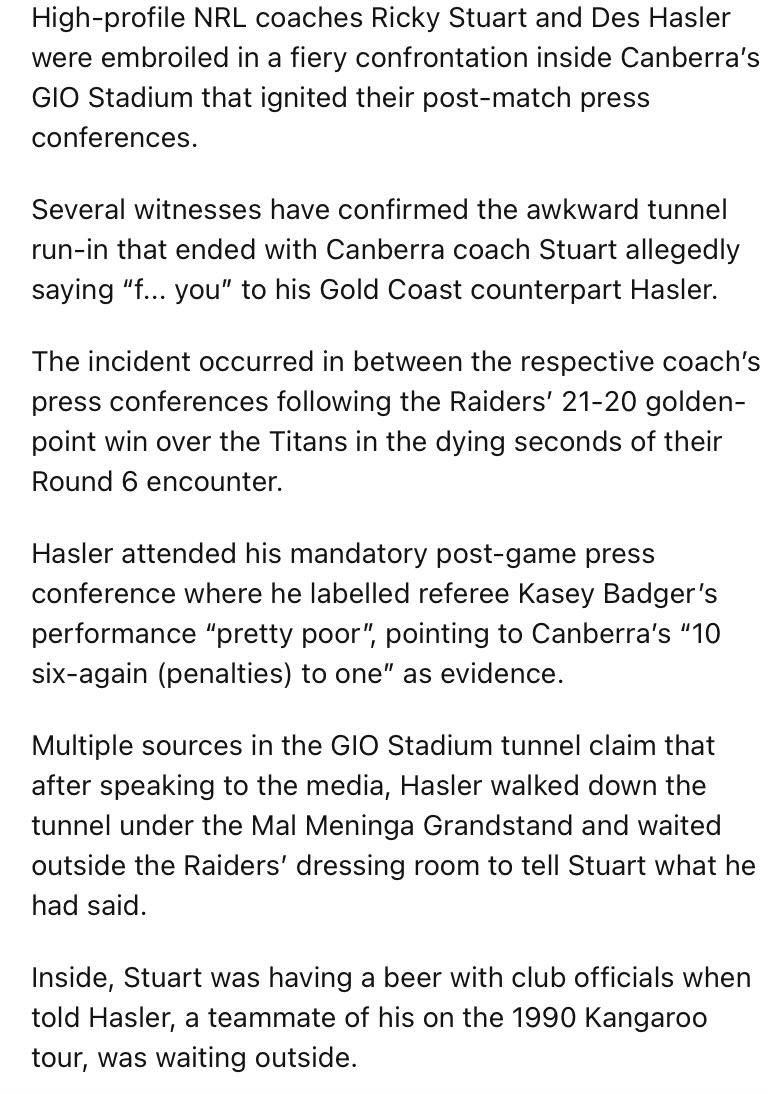 High-profile NRL coaches Ricky Stuart and Des Hasler
were embroiled in a fiery confrontation inside Canberra’s
GIO Stadium that ignited their post-match press
conferences.
Several witnesses have confirmed the awkward tunnel
run-in that ended with Canberra coach Stuart allegedly
saying “f... you” to his Gold Coast counterpart Hasler.
The incident occurred in between the respective coach’s
press conferences following the Raiders’ 21-20 golden-
point win over the Titans in the dying seconds of their
Round 6 encounter.
Hasler attended his mandatory post-game press
conference where he labelled referee Kasey Badger’s
performance “pretty poor”, pointing to Canberra’s “10
six-again (penalties) to one” as evidence.
Multiple sources in the GIO Stadium tunnel claim that
after speaking to the media, Hasler walked down the
tunnel under the Mal Meninga Grandstand and waited
outside the Raiders’ dressing room to tell Stuart what he
had said.
Inside, Stuart was having a beer with club officials when
told Hasler, a teammate of his on the 1990 Kangaroo
tour, was waiting outside.